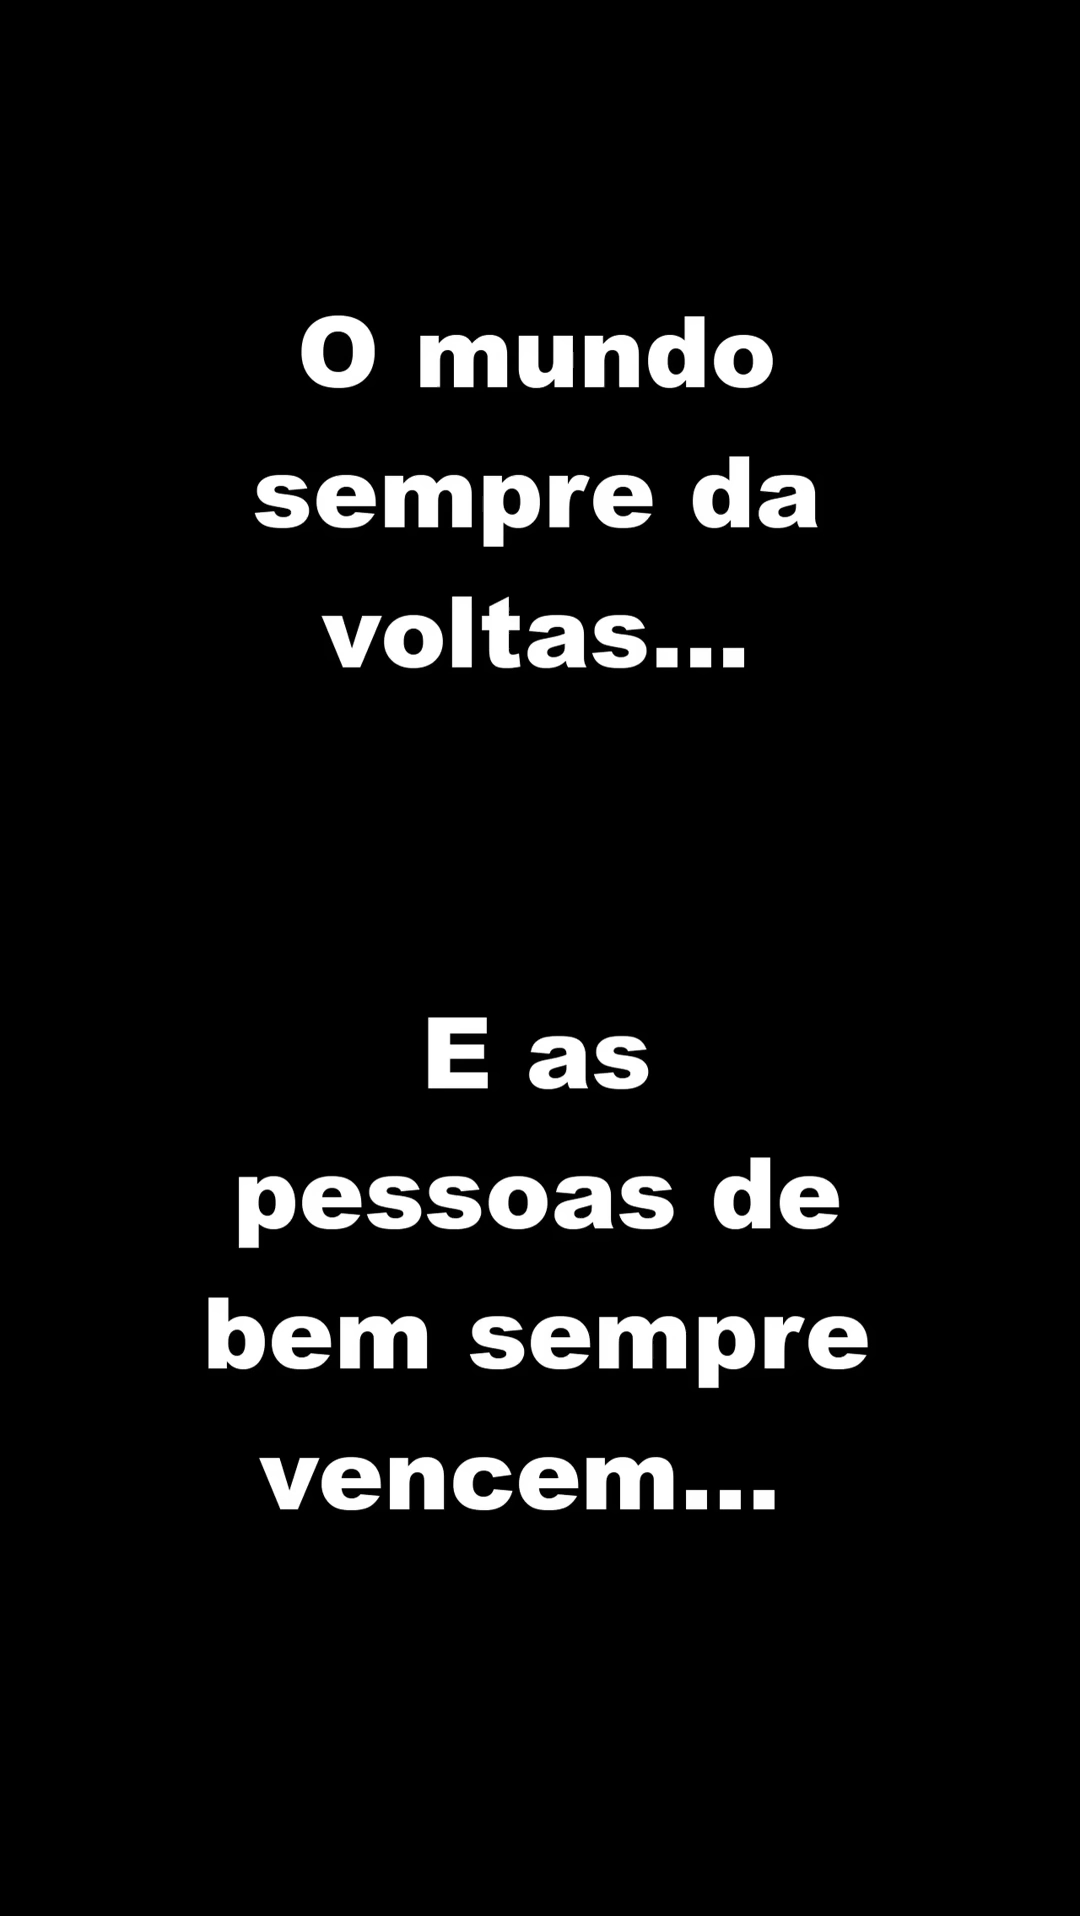 O mundo
sempre da
voltas...
E as
pessoas de
bem sempre
vencem...